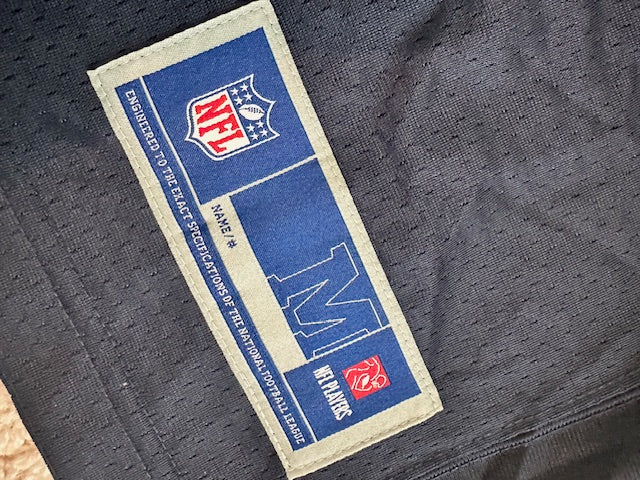 NFL
NAME/#
M
NFL PLAYERS
ENGINEERED TO THE EXACT SPECIFICATIONS OF THE NATIONAL FOOTBALL LEAGUE